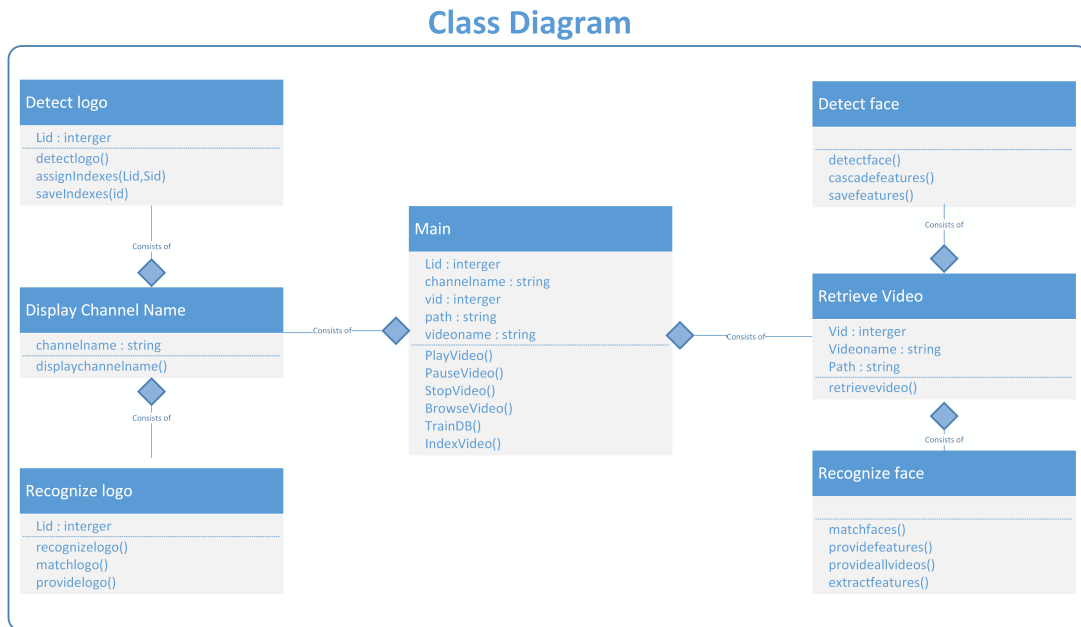 Class Diagram
Detect logo
Lid : interger
detectlogo()
assignIndexes(Lid,Sid)
saveIndexes(id)
Consists of
Display Channel Name
channelname : string
displaychannelname()
Consists of
Recognize logo
Lid : interger
recognizelogo()
matchlogo()
providelogo()
Consists of
Main
Lid : interger
channelname : string
vid : interger
path : string
videoname : string
PlayVideo()
PauseVideo()
StopVideo()
BrowseVideo()
TrainDB()
IndexVideo()
Consists of
Detect face
detectface()
cascadefeatures()
savefeatures()
Consists of
Retrieve Video
Vid : interger
Videoname : string
Path : string
retrievevideo()
Consists of
Recognize face
matchfaces()
providefeatures()
provideallvideos()
extractfeatures()